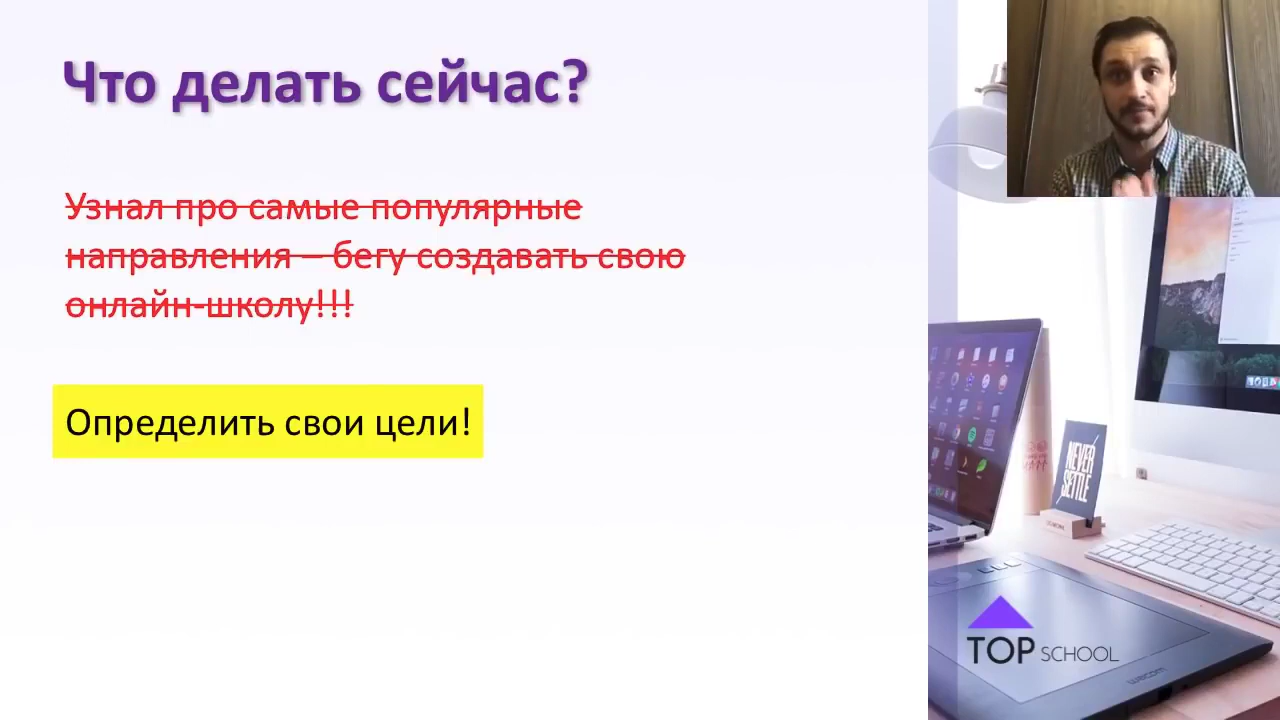 Что делать сейчас?
Узнал про самые популярные
направления – бегу создавать свою
онлайн-школу!!!
Определить свои цели!
NEVER
SETTLE
TOP SCHOOL
wacom